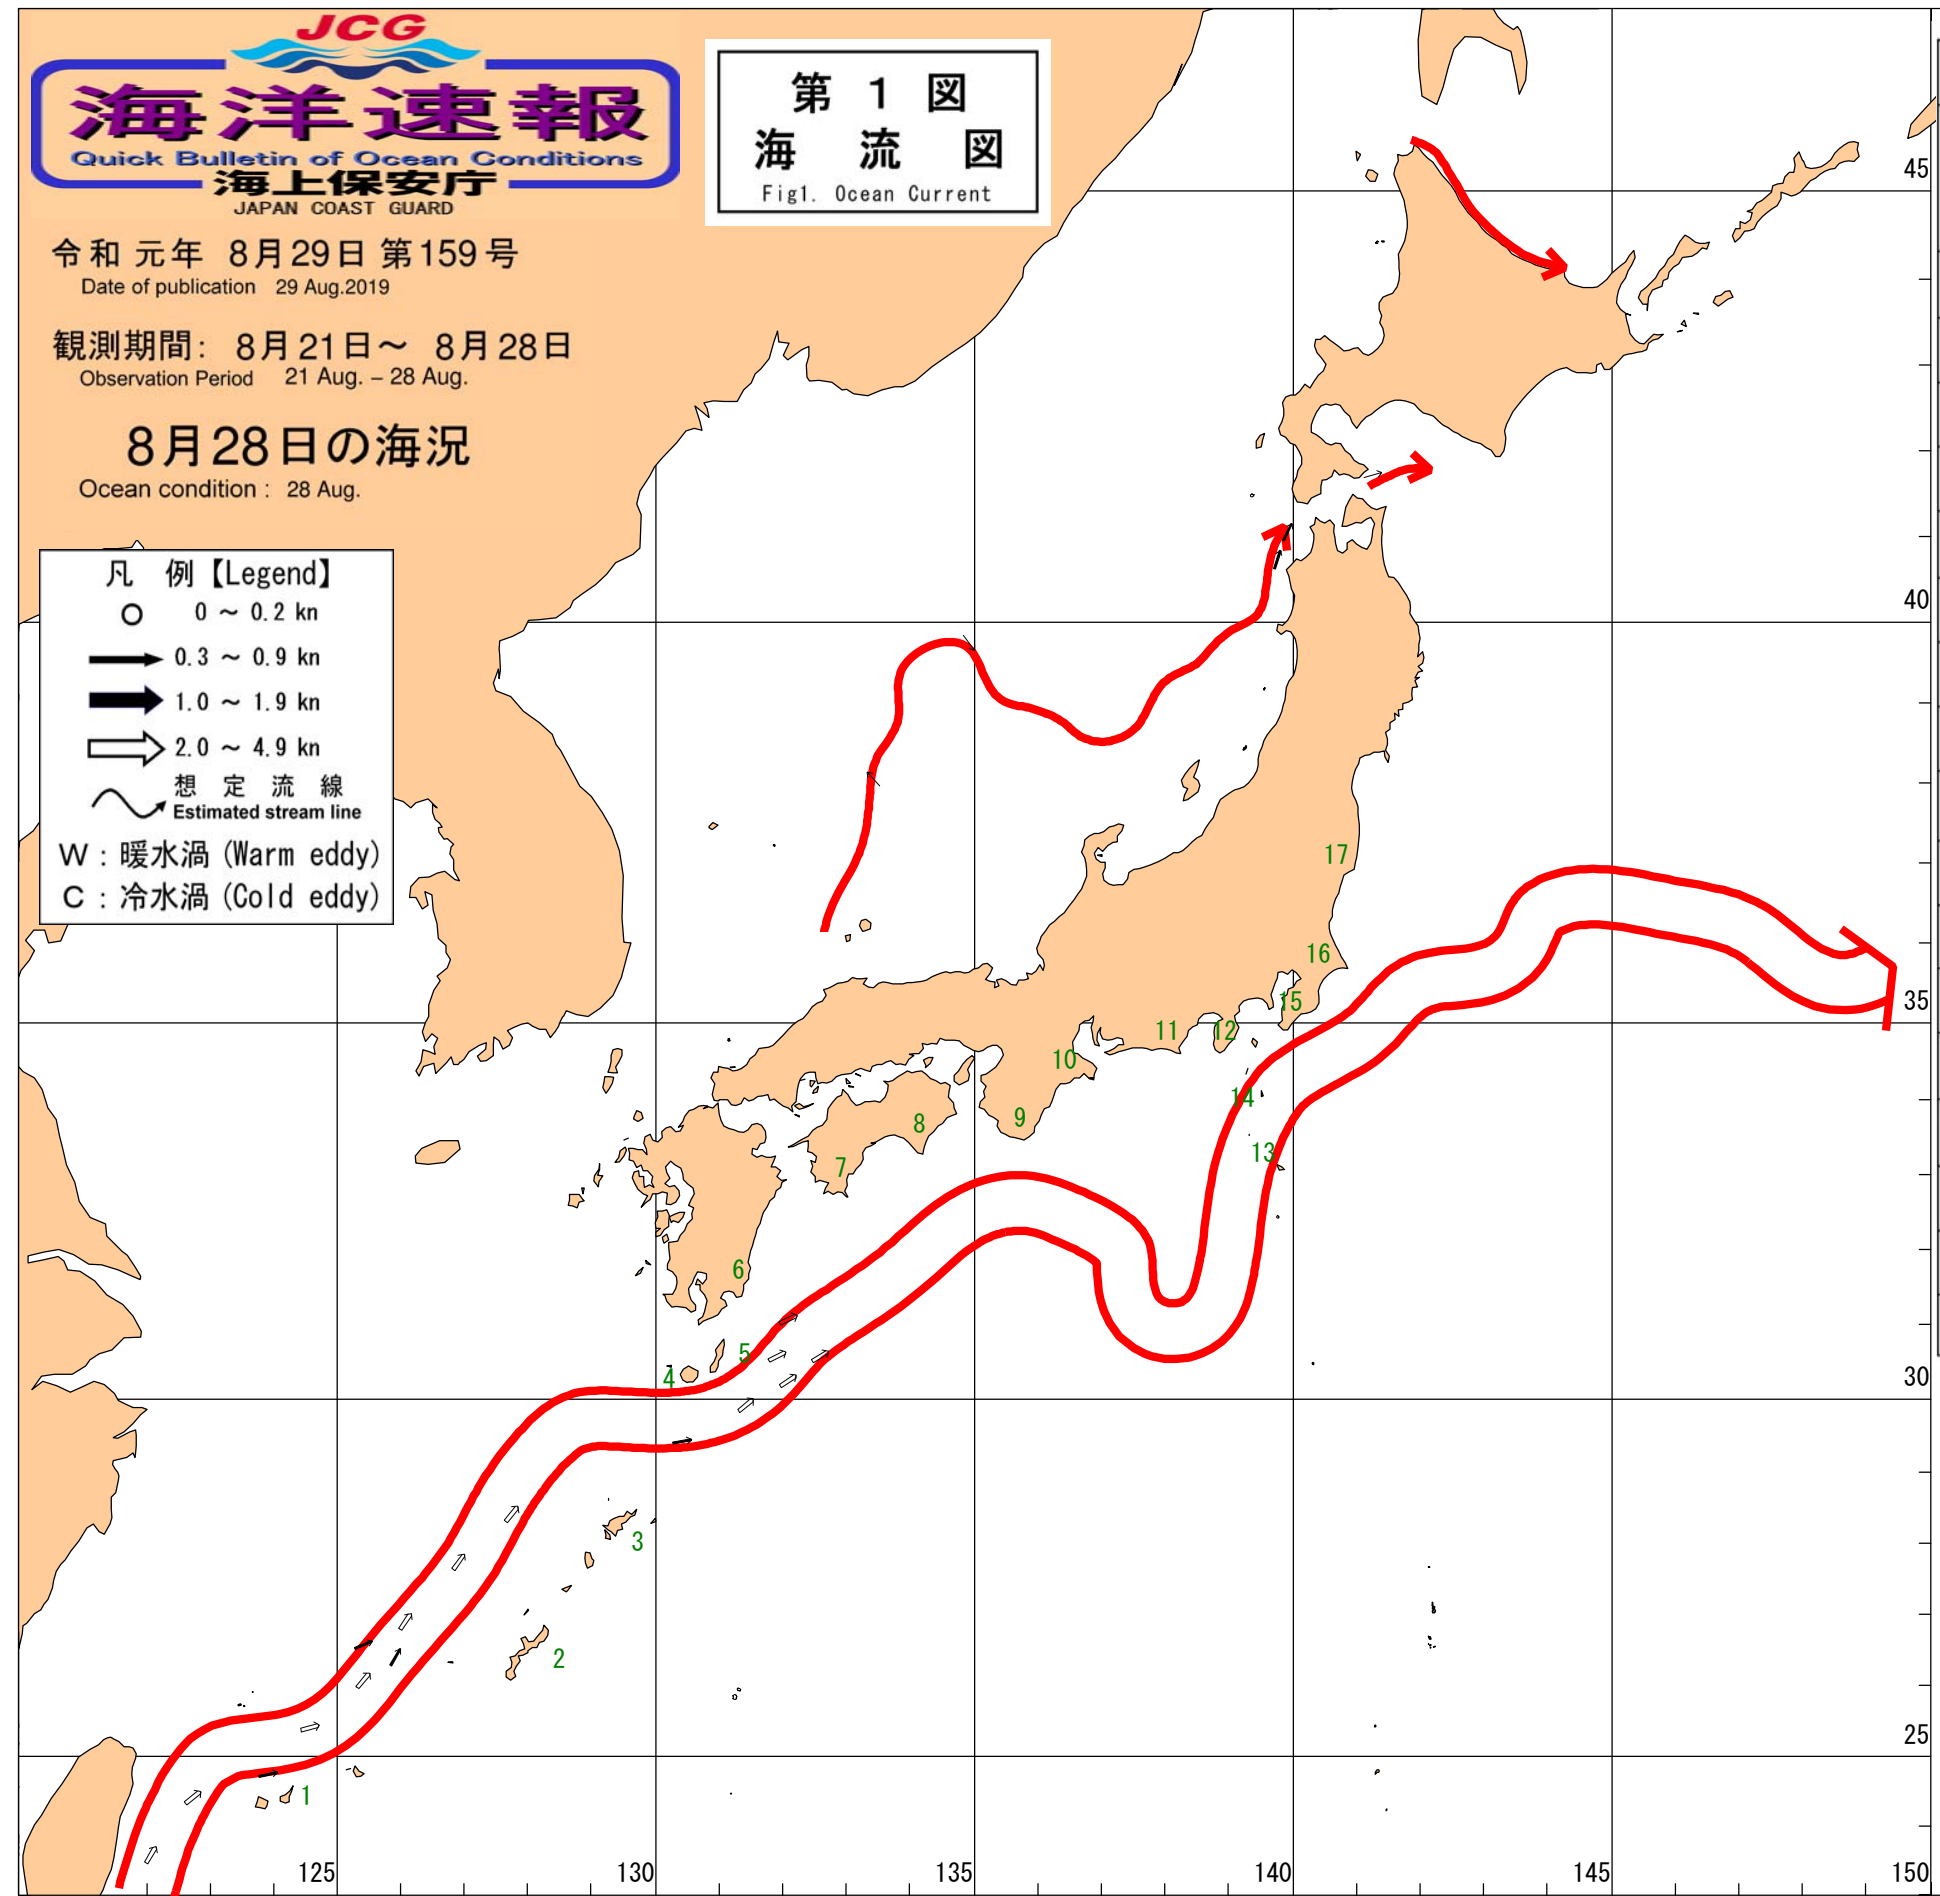 JCG
海洋速報
Quick Bulletin of Ocean Conditions
海上保安庁
JAPAN COAST GUARD
第 1 図
海 流 図
Fig1. Ocean Current
令和 元年 8月29日 第159号
Date of publication 29 Aug.2019
観測期間: 8月21日～ 8月28日
Observation Period 21 Aug. – 28 Aug.
8月28日の海況
Ocean condition : 28 Aug.
凡 例【Legend】
0 ～ 0.2 kn
0.3 ～ 0.9 kn
1.0 ～ 1.9 kn
2.0 ～ 4.9 kn
想 定 流 線
Estimated stream line
W : 暖水渦 (Warm eddy)
C : 冷水渦 (Cold eddy)
45
40
17
16
35
15
12
11
10
14
9
8
13
7
6
5
4
30
3
2
25
1
125
130
135
140
145
150